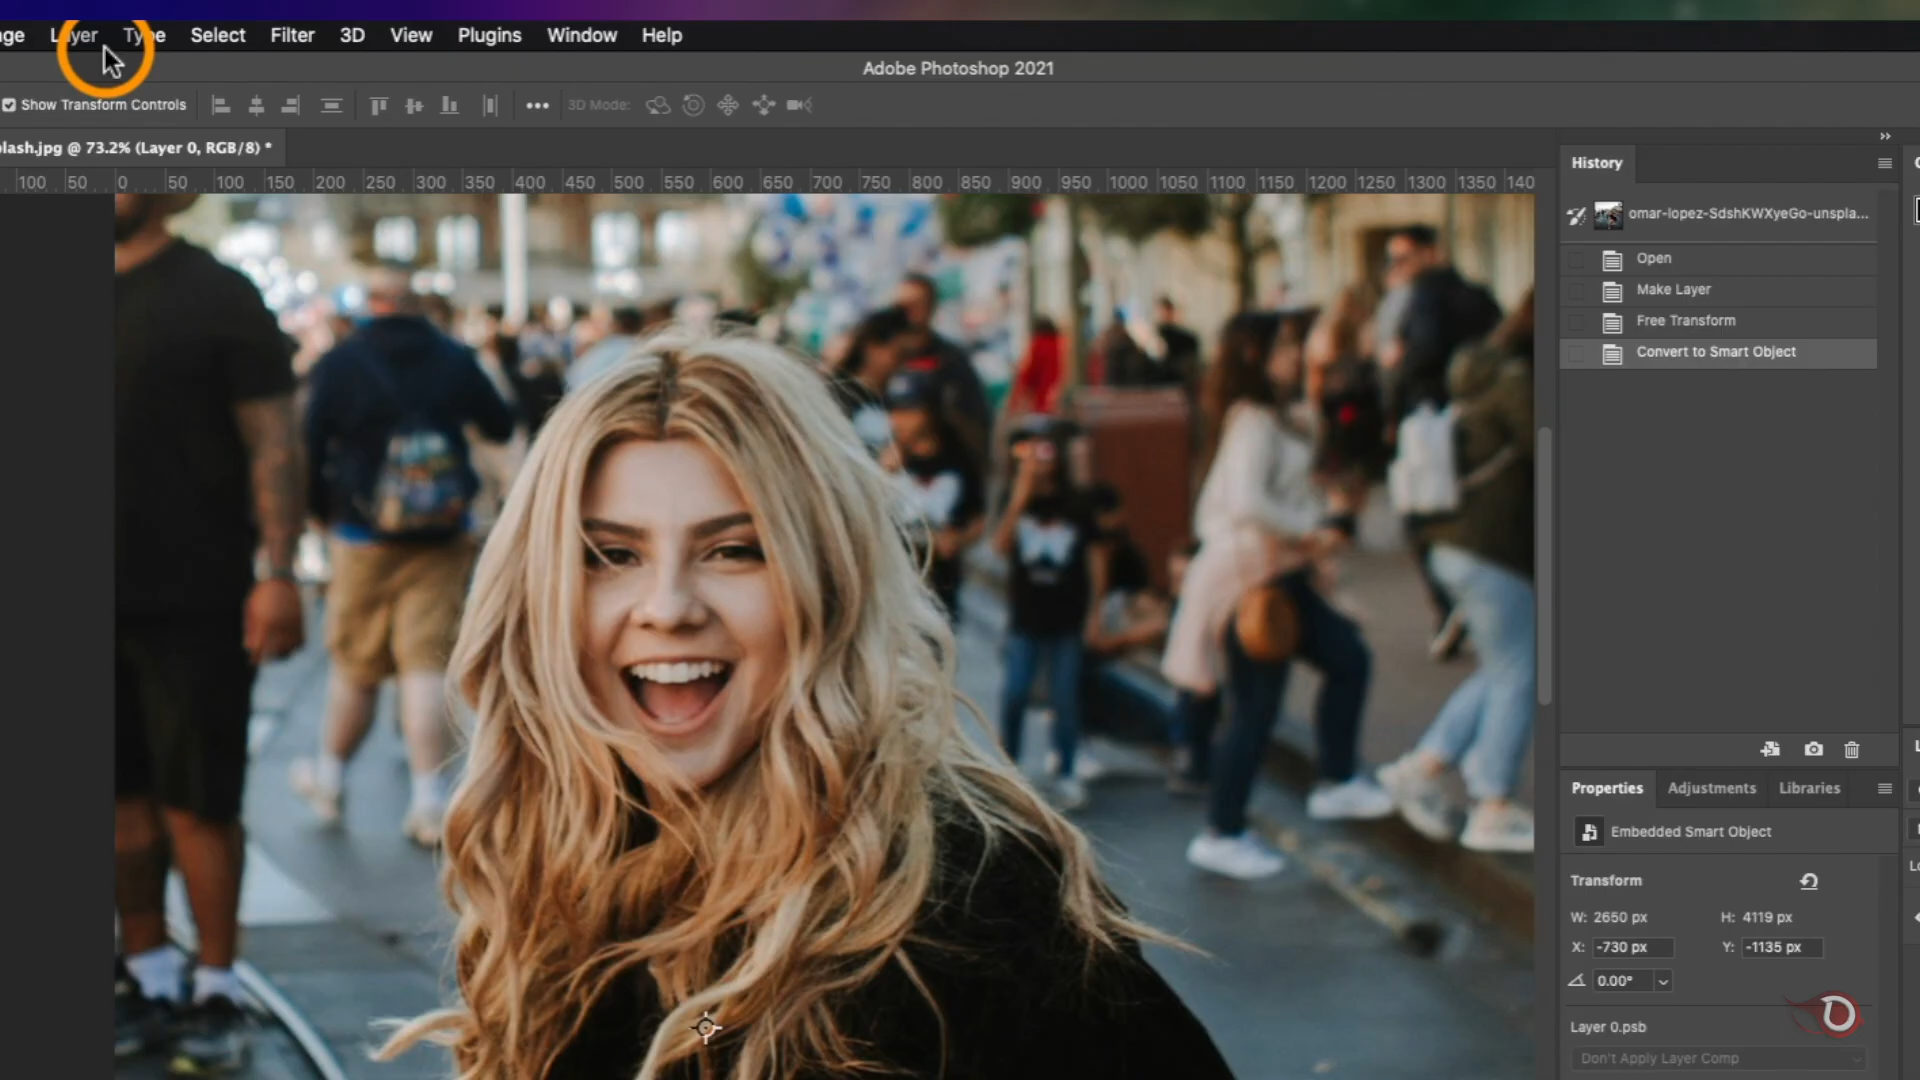 ge Layer Type Select Filter 3D View Plugins Window Help
Adobe Photoshop 2021
Show Transform Controls ••• 3D Mode:
lash.jpg @ 73.2% (Layer 0, RGB/8) *
100 50 0 50 100 150 200 250 300 350 400 450 500 550 600 650 700 750 800 850 900 950 1000 1050 1100 1150 1200 1250 1300 1350 140
History
omar-lopez-SdshKWXyeGo-unspla...
Open
Make Layer
Free Transform
Convert to Smart Object
Properties Adjustments Libraries
Embedded Smart Object
Transform
W: 2650 px H: 4119 px
X: -730 px Y: -1135 px
0.00°
Layer 0.psb
Don't Apply Layer Comp